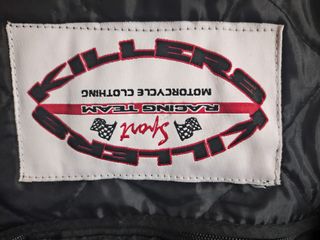 KILLERS
Sport
RACING TEAM
MOTORCYCLE CLOTHING
KILLERS